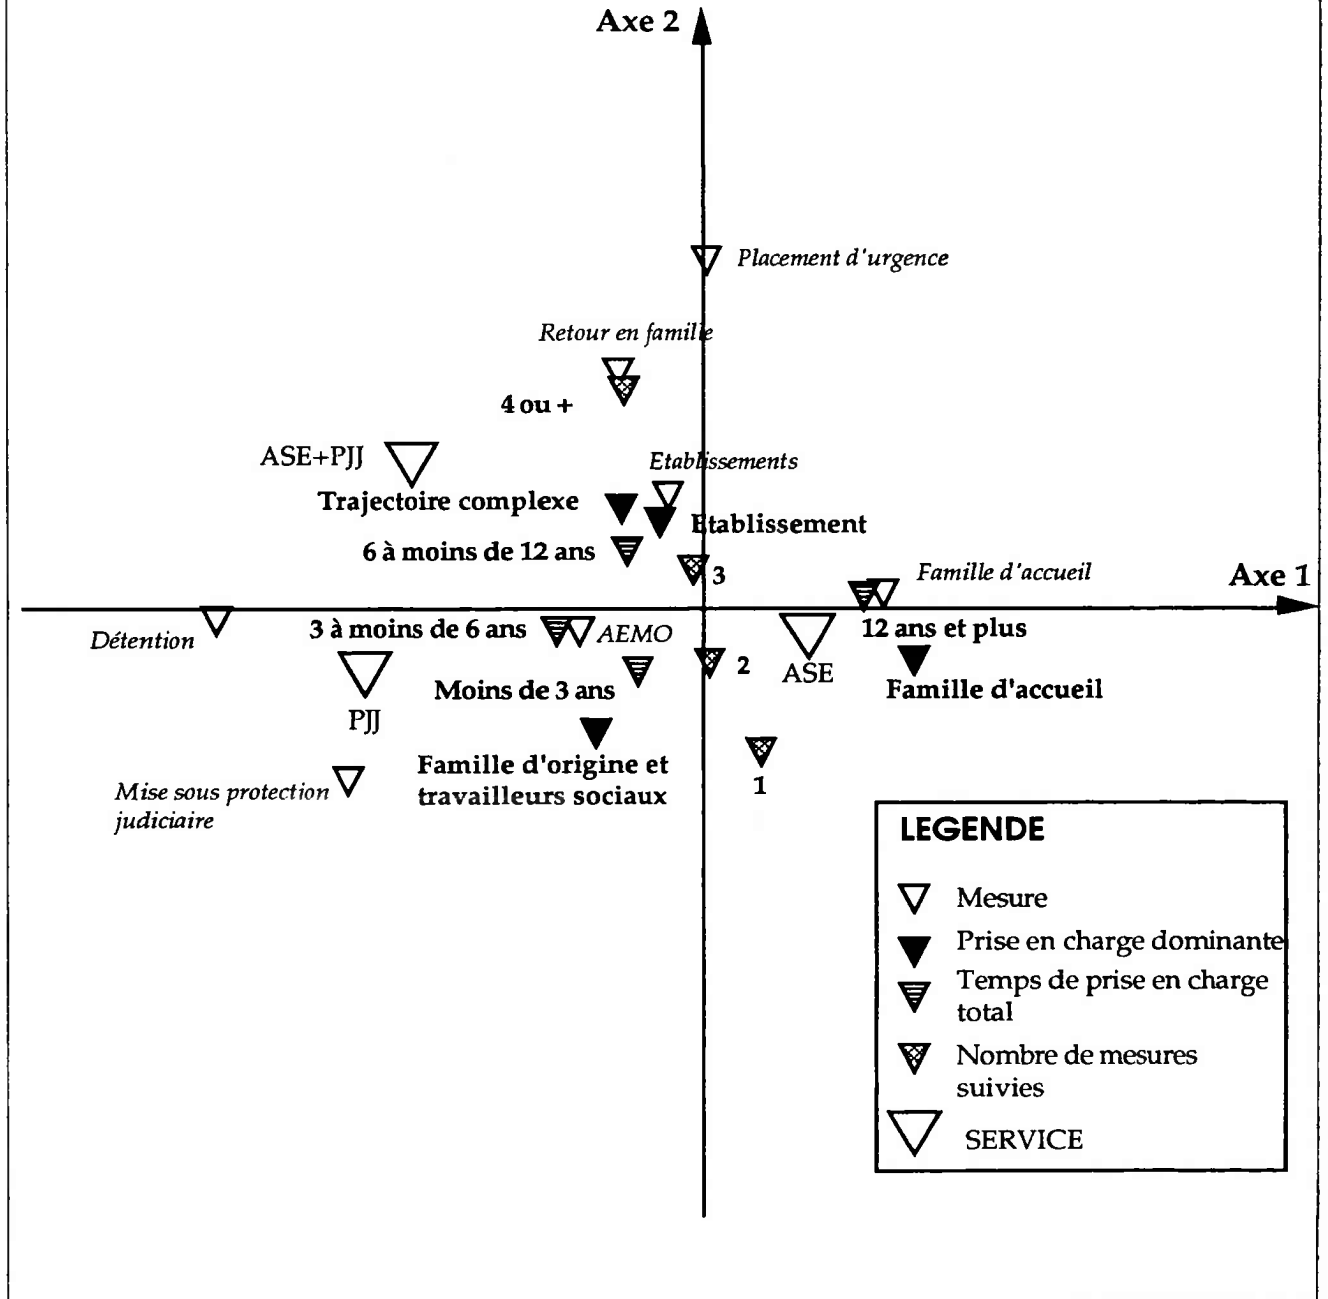 Axe 2
Placement d'urgence
Retour en famille
4 ou +
ASE+PJJ
Etablissements
Trajectoire complexe
Etablissement
6 à moins de 12 ans
3
Famille d'accueil
Axe 1
Détention
3 à moins de 6 ans
AEMO
12 ans et plus
2
ASE
Moins de 3 ans
Famille d'accueil
PJJ
Famille d'origine et
travailleurs sociaux
1
Mise sous protection
judiciaire
LEGENDE
Mesure
Prise en charge dominante
Temps de prise en charge
total
Nombre de mesures
suivies
SERVICE